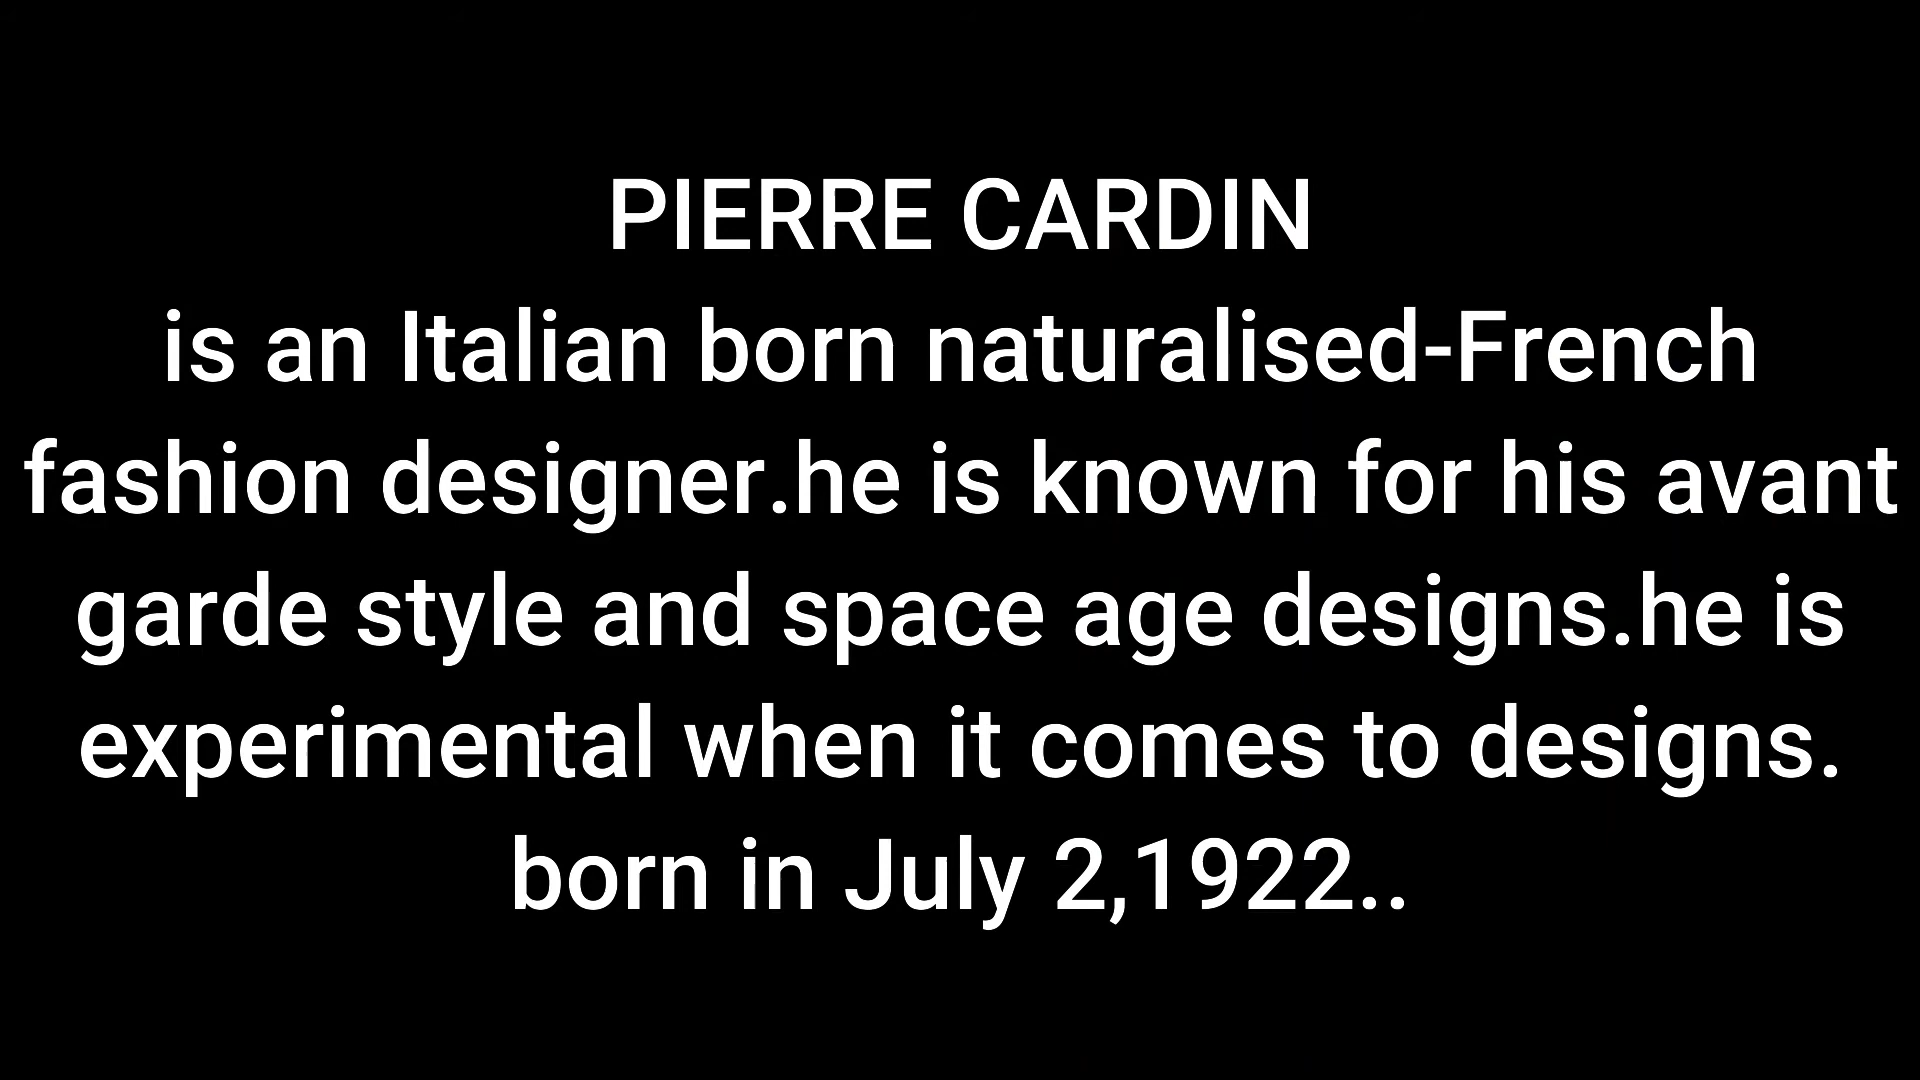 PIERRE CARDIN
is an Italian born naturalised-French
fashion designer.he is known for his avant
garde style and space age designs.he is
experimental when it comes to designs.
born in July 2,1922..